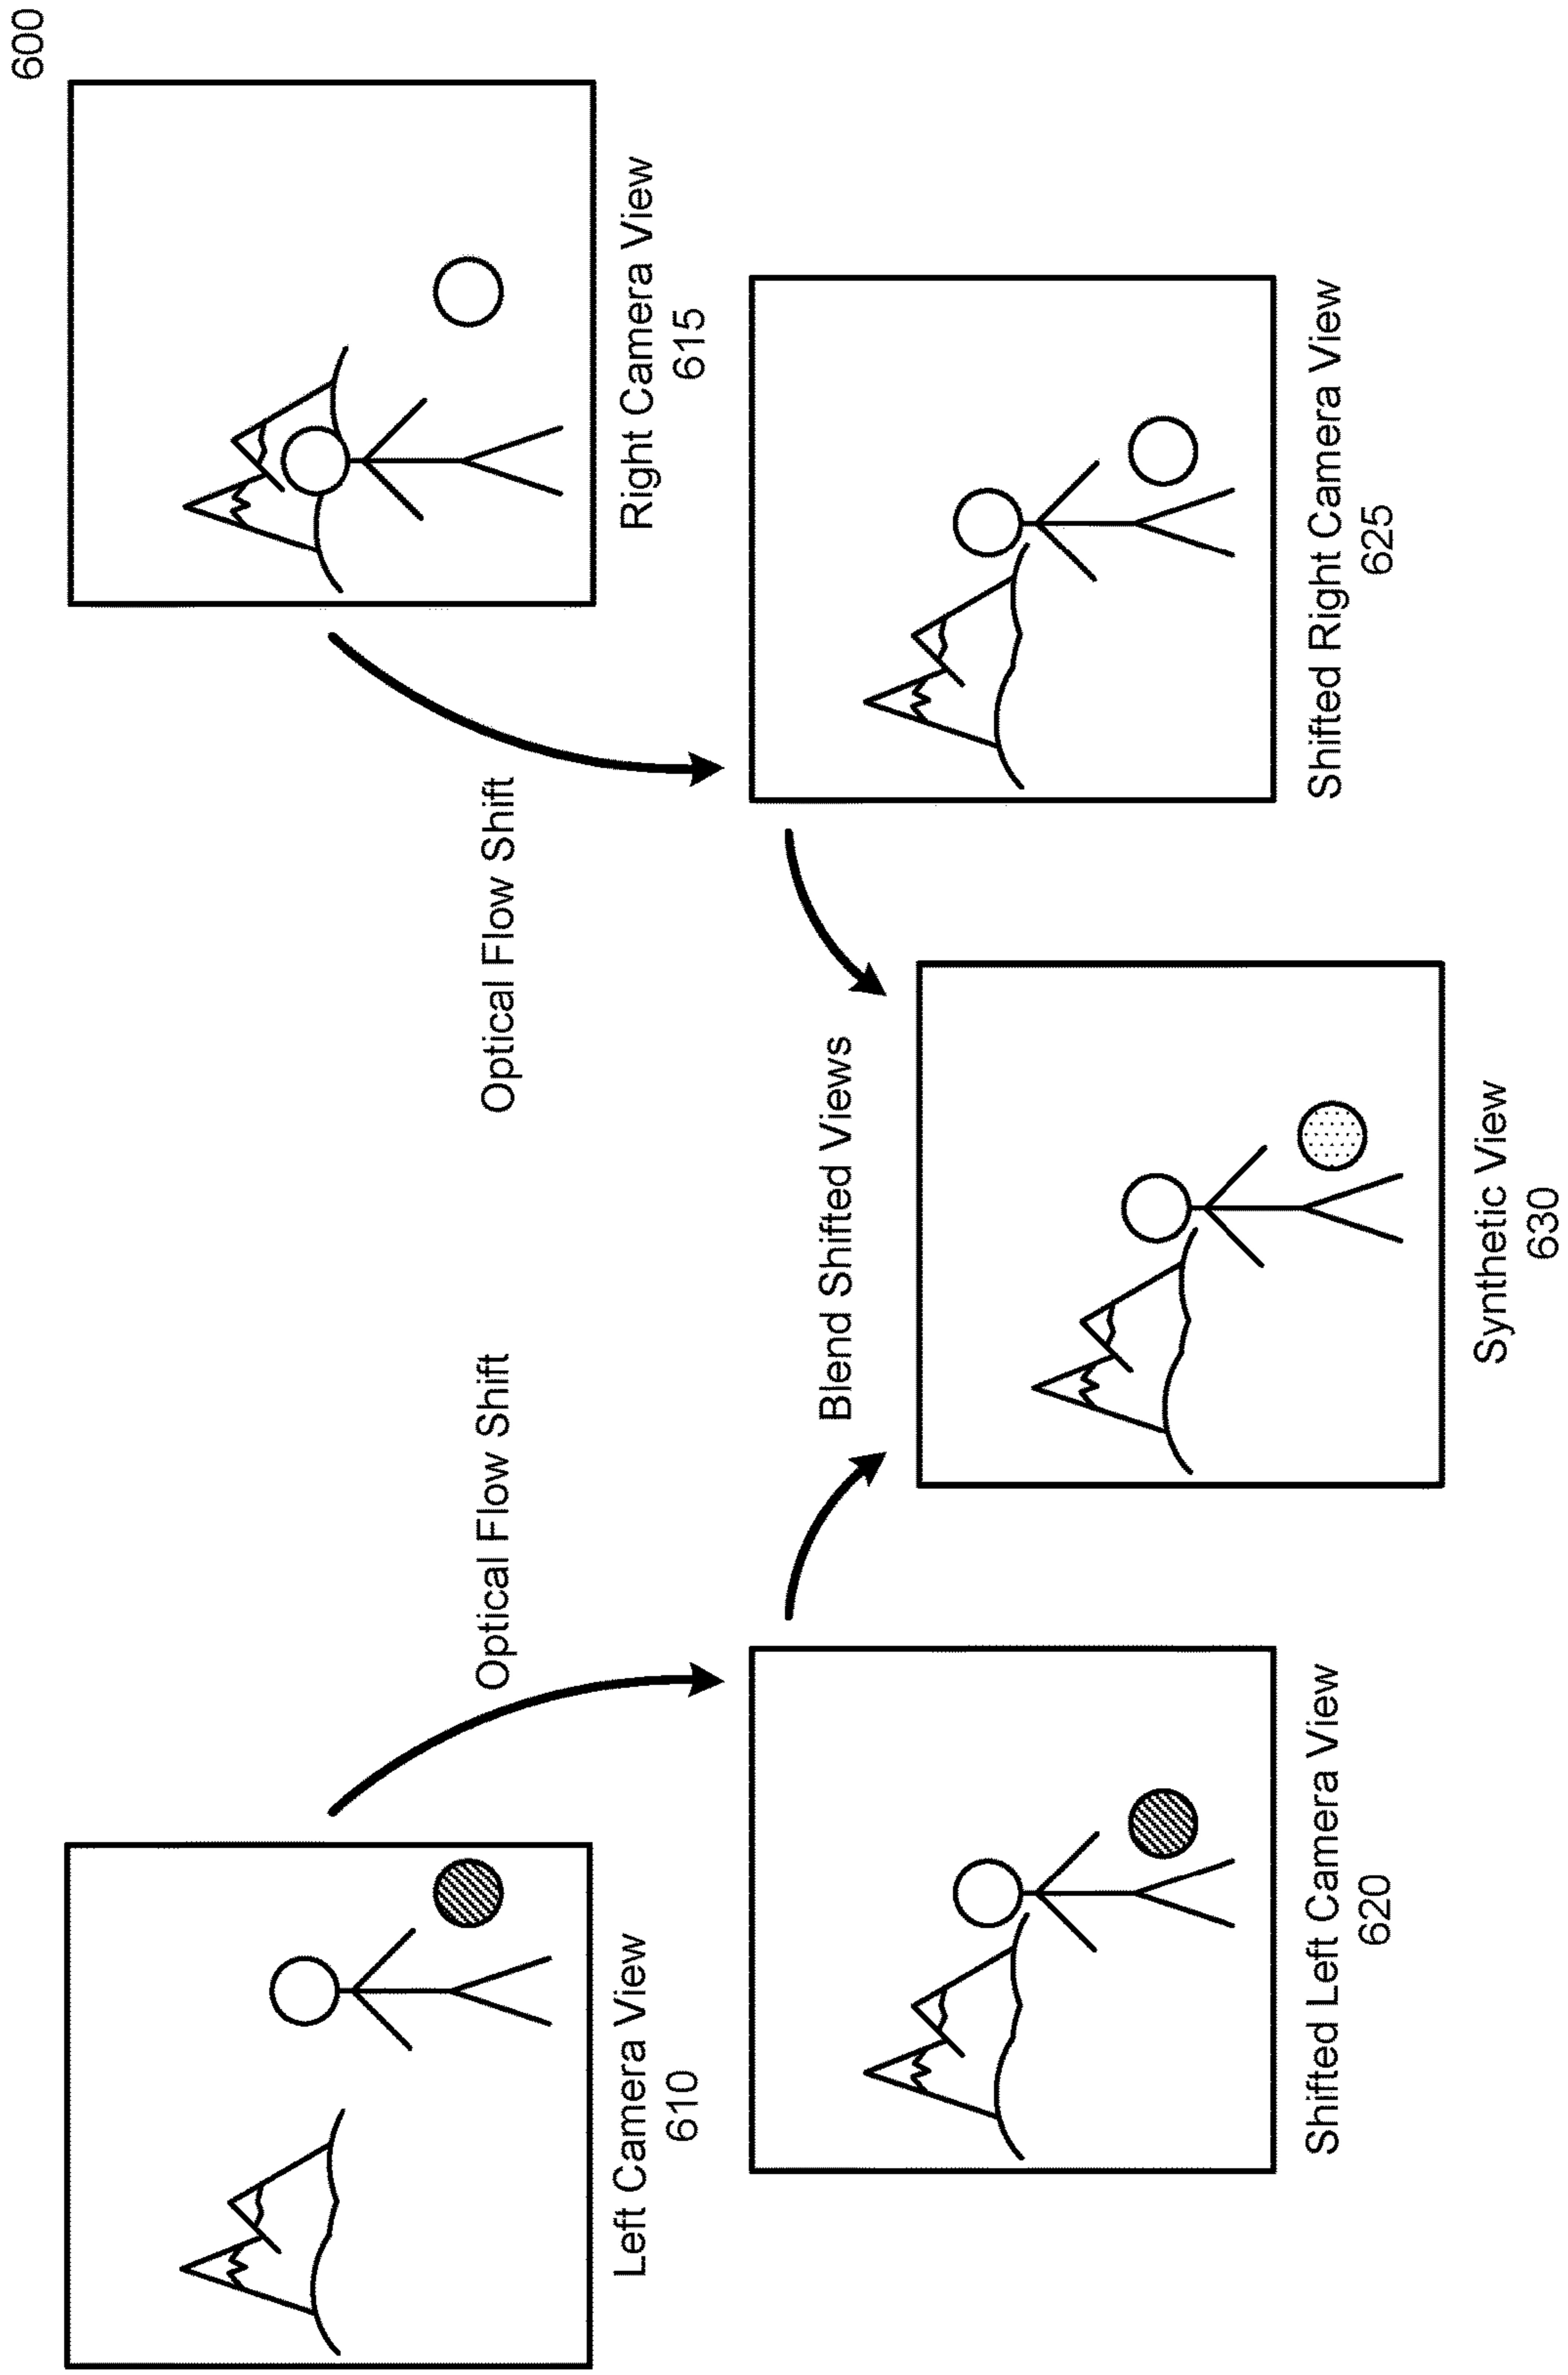 600
Left Camera View
610
Right Camera View
615
Optical Flow Shift
Optical Flow Shift
Shifted Left Camera View
620
Shifted Right Camera View
625
Blend Shifted Views
Synthetic View
630